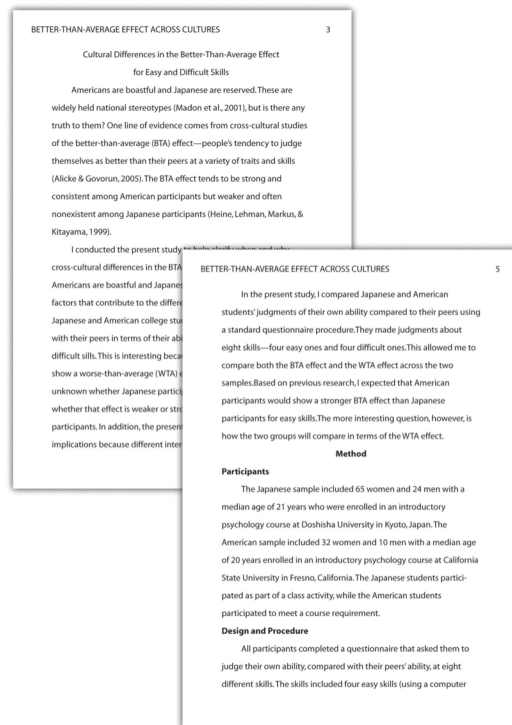 BETTER-THAN-AVERAGE EFFECT ACROSS CULTURES 3
Cultural Differences in the Better-Than-Average Effect
for Easy and Difficult Skills
Americans are boastful and Japanese are reserved. These are
widely held national stereotypes (Madon et al., 2001), but is there any
truth to them? One line of evidence comes from cross-cultural studies
of the better-than-average (BTA) effect—people's tendency to judge
themselves as better than their peers at a variety of traits and skills
(Alicke & Govorun, 2005). The BTA effect tends to be strong and
consistent among American participants but weaker and often
nonexistent among Japanese participants (Heine, Lehman, Markus, &
Kitayama, 1999).
I conducted the present study to help clarify when and why
cross-cultural differences in the BTA
Americans are boastful and
factors that contribute to the
Japanese and American college
with their peers in terms of their
difficult sills. This is interesting
show a worse-than-average (WTA)
unknown whether Japanese
whether that effect is weaker or
participants. In addition, the
implications because different
BETTER-THAN-AVERAGE EFFECT ACROSS CULTURES 5
In the present study, I compared Japanese and American
students' judgments of their own ability compared to their peers using
a standard questionnaire procedure. They made judgments about
eight skills—four easy ones and four difficult ones. This allowed me to
compare both the BTA effect and the WTA effect across the two
samples.Based on previous research, I expected that American
participants would show a stronger BTA effect than Japanese
participants for easy skills. The more interesting question, however, is
how the two groups will compare in terms of the WTA effect.
Method
Participants
The Japanese sample included 65 women and 24 men with a
median age of 21 years who were enrolled in an introductory
psychology course at Doshisha University in Kyoto, Japan. The
American sample included 32 women and 10 men with a median age
of 20 years enrolled in an introductory psychology course at California
State University in Fresno, California. The Japanese students partici-
pated as part of a class activity, while the American students
participated to meet a course requirement.
Design and Procedure
All participants completed a questionnaire that asked them to
judge their own ability, compared with their peers' ability, at eight
different skills. The skills included four easy skills (using a computer